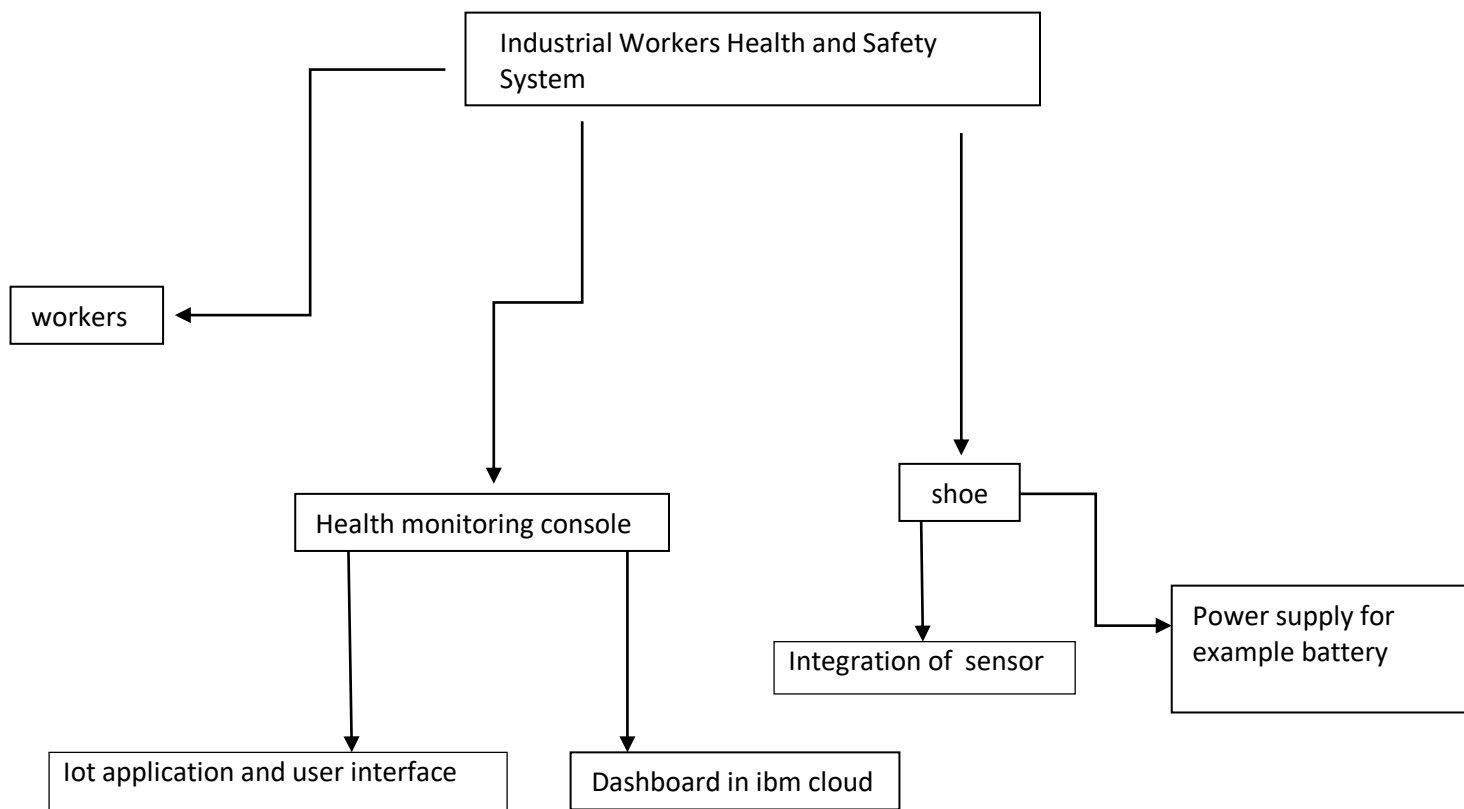 Industrial Workers Health and Safety
System
workers
shoe
Health monitoring console
Power supply for
example battery
Integration of sensor
Iot application and user interface
Dashboard in ibm cloud